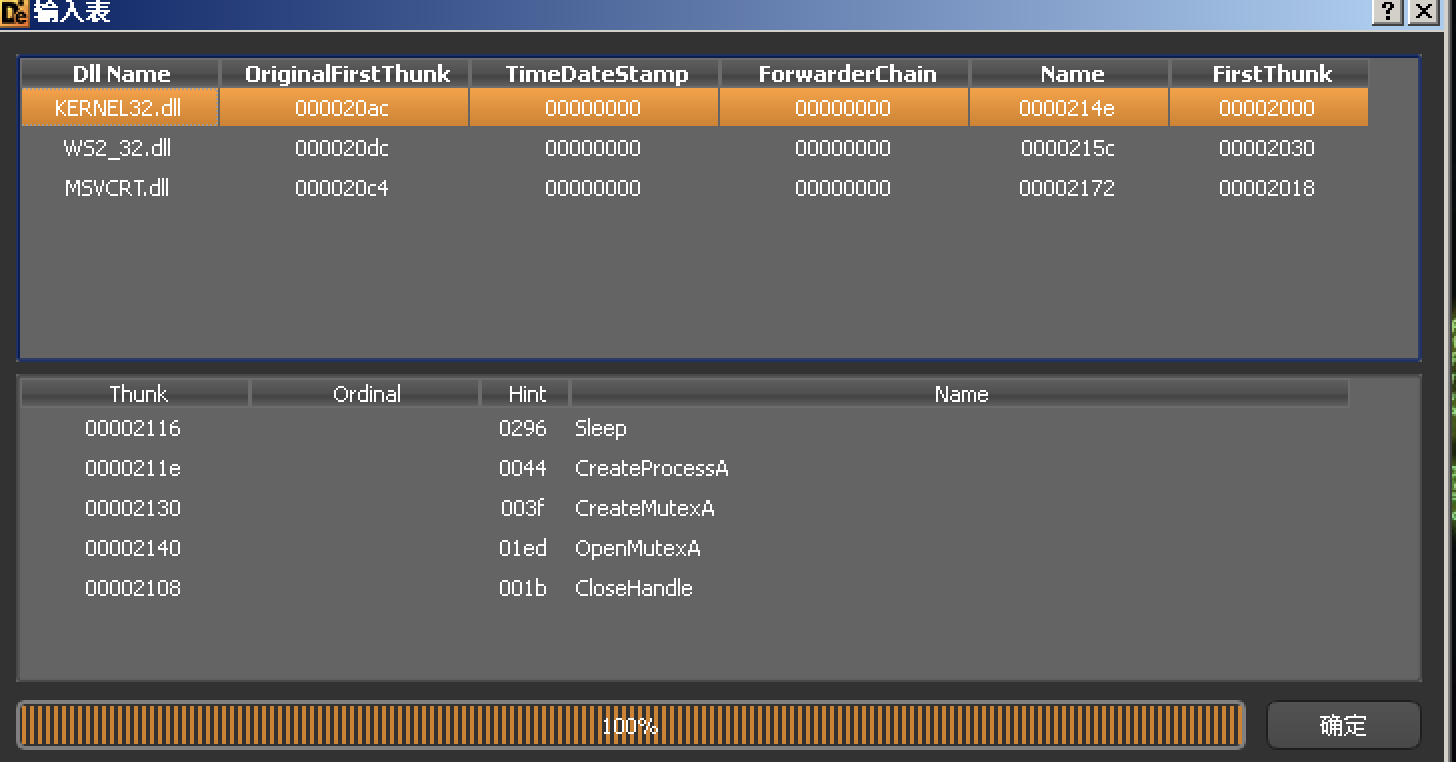 De 输入表 ?
Dll Name OriginalFirstThunk TimeDateStamp ForwarderChain Name FirstThunk
KERNEL32.dll 000020ac 00000000 00000000 0000214e 00002000
WS2_32.dll 000020dc 00000000 00000000 0000215c 00002030
MSVCRT.dll 000020c4 00000000 00000000 00002172 00002018
Thunk Ordinal Hint Name
00002116 0296 Sleep
0000211e 0044 CreateProcessA
00002130 003f CreateMutexA
00002140 01ed OpenMutexA
00002108 001b CloseHandle
100% 确定